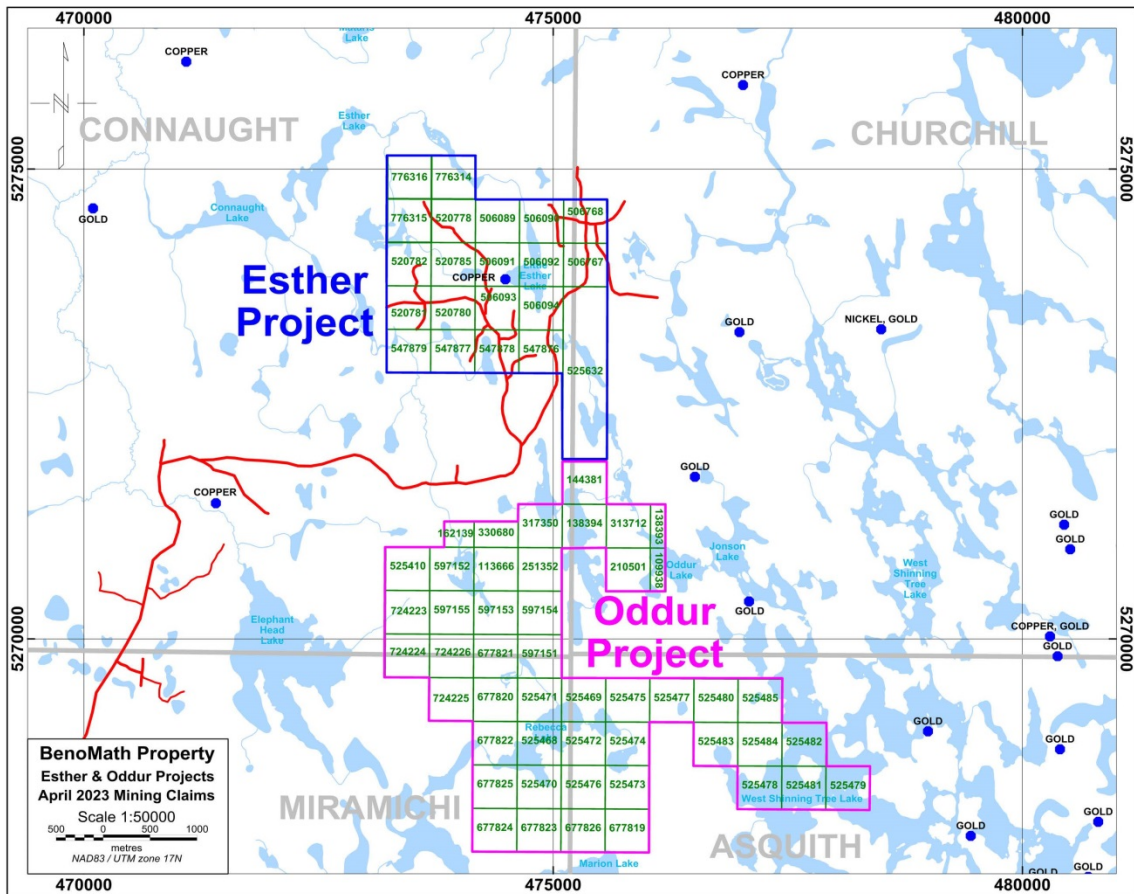 470000 475000 480000
Lake
COPPER
COPPER
CONNAUGHT
CHURCHILL
Esther
Lake
5275000
5275000
776316 776314
GOLD
Connaught
Lake
776315 520778 506089 506090 506768
520782 520785 506091 506092 506767
COPPER
Esther
Lake
Esther
Project
506093
506094
520781 520780
NICKEL, GOLD
GOLD
547879 547877 547878 547876
525632
GOLD
144381
COPPER
GOLD
GOLD
162139 330680 317350 138394 313712 138393
525410 597152 113666 251352 210501 109938
Oddur
Lake
Jonson
Lake
West
Shinning
Tree
Lake
GOLD
724223 597155 597153 597154
Oddur
Project
Elephant
Head
Lake
COPPER, GOLD
GOLD
5270000
5270000
724224 724226 677821 597151
724225 677820 525471 525469 525475 525477 525480 525485
Rebecca
677822 525468 525472 525474 525483 525484 525482
GOLD
GOLD
677825 525470 525476 525473 525478 525481 525479
West Shinning Tree Lake
MIRAMICHI
ASQUITH
677824 677823 677826 677819
GOLD
GOLD
Marion Lake
GOLD GOLD
BenoMath Property
Esther & Oddur Projects
April 2023 Mining Claims
Scale 1:50000
500 0 500 1000
metres
NAD83 / UTM zone 17N
470000 475000 480000